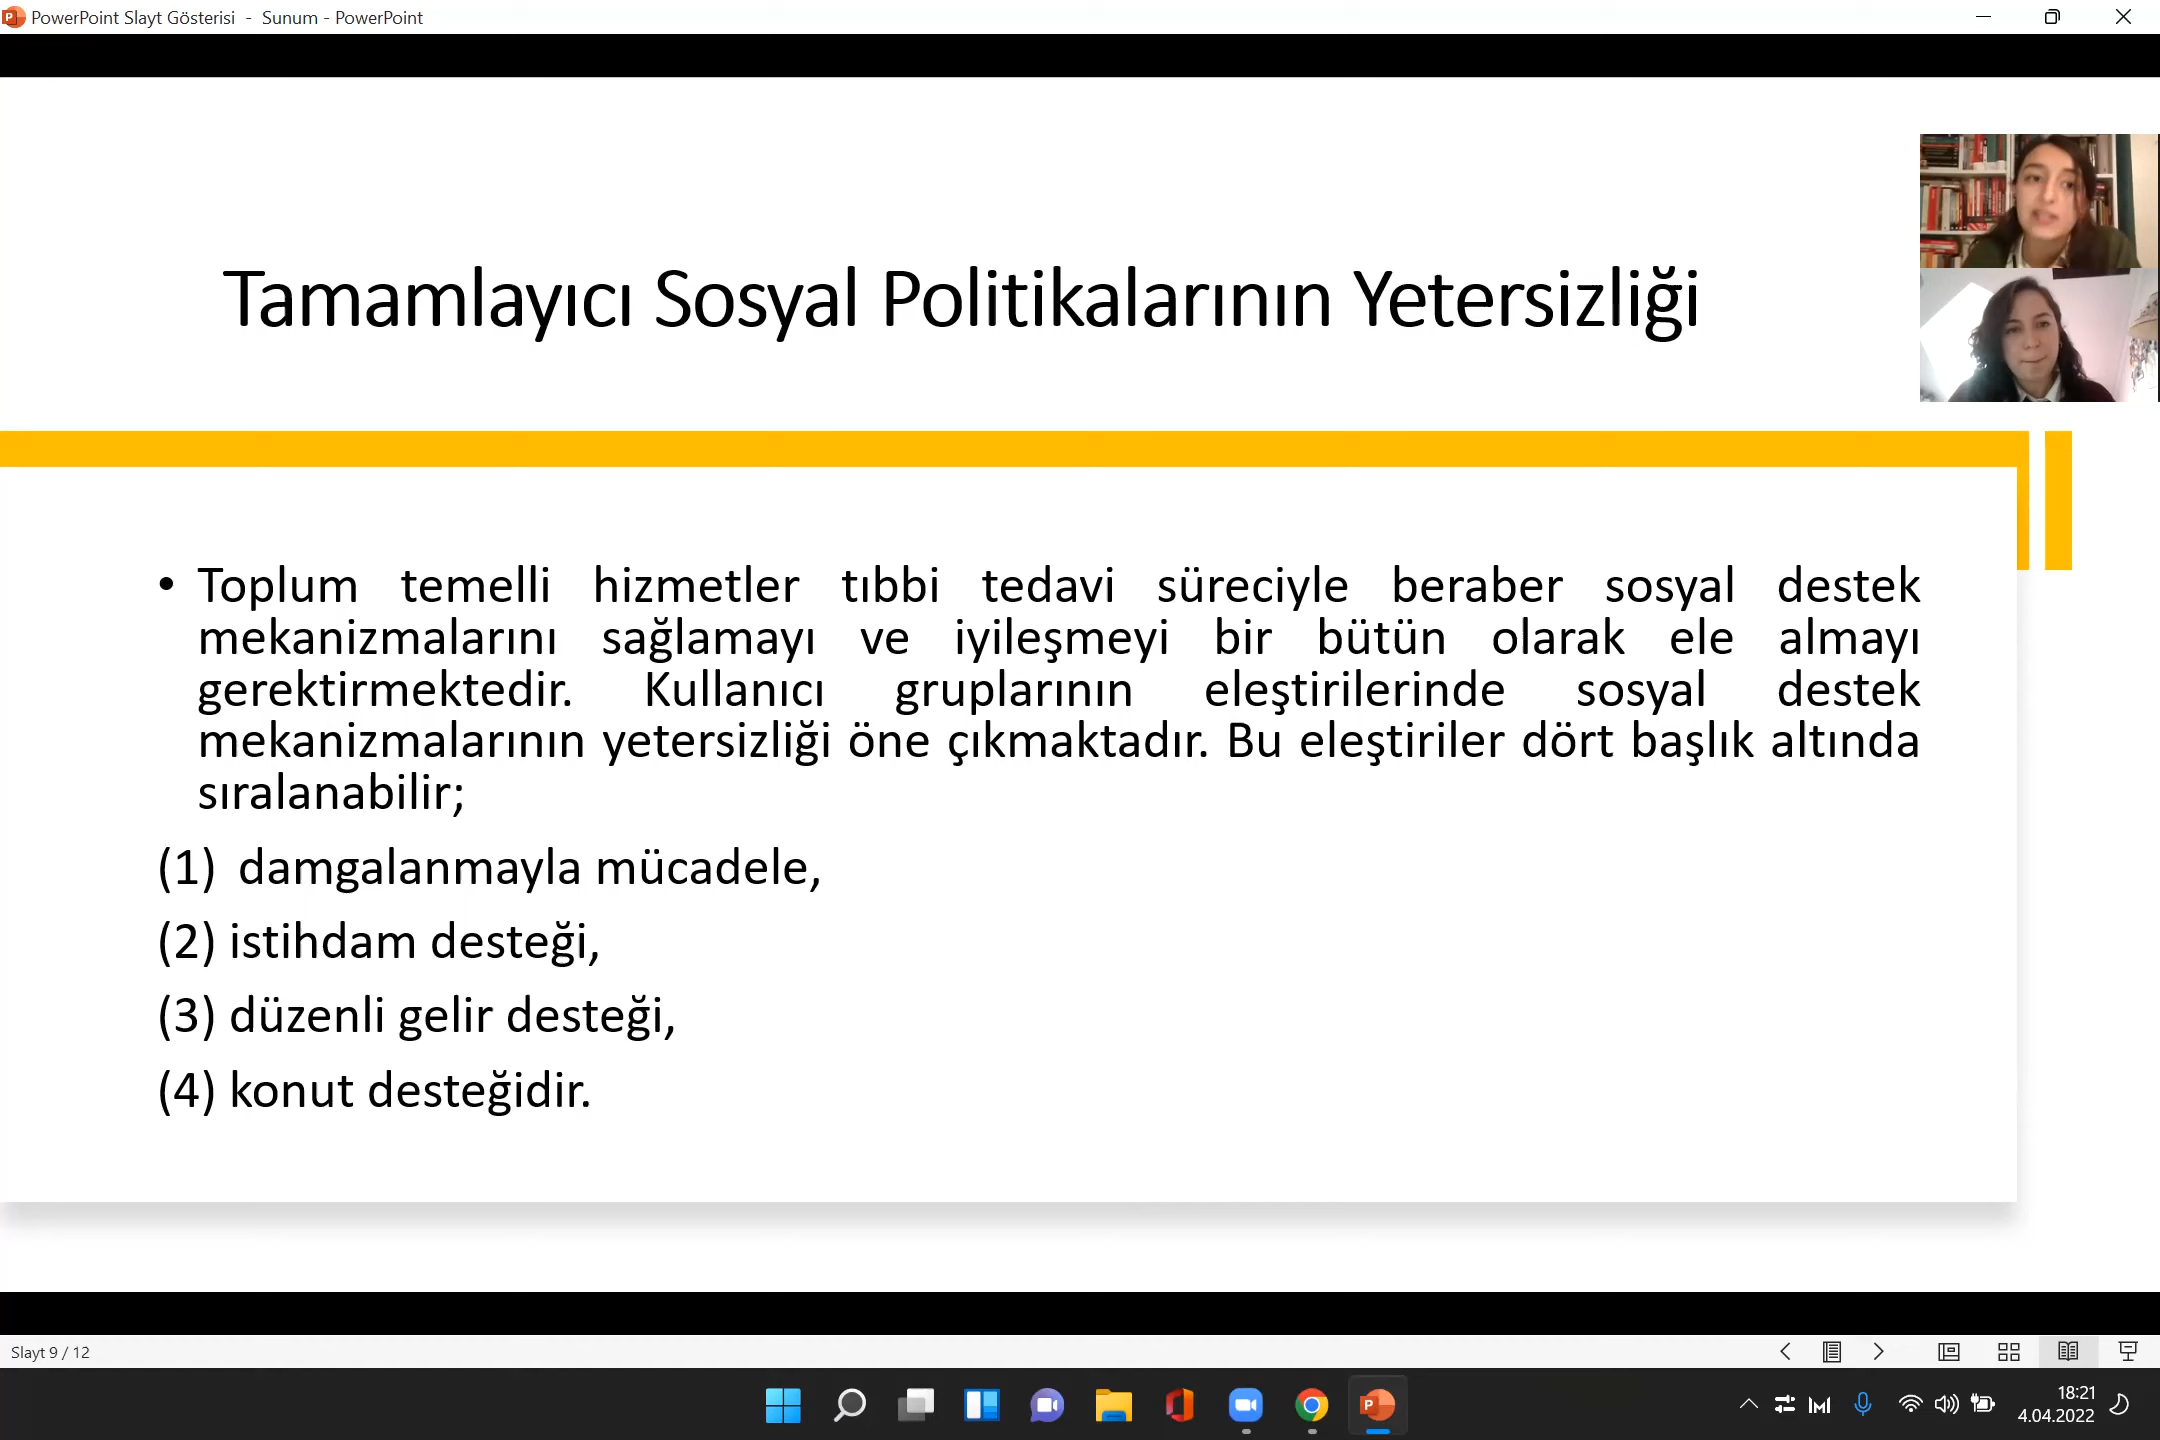 PowerPoint Slayt Gösterisi - Sunum - PowerPoint
Tamamlayıcı Sosyal Politikalarının Yetersizliği
• Toplum temelli hizmetler tıbbi tedavi süreciyle beraber sosyal destek
mekanizmalarını sağlamayı ve iyileşmeyi bir bütün olarak ele almayı
gerektirmektedir. Kullanıcı gruplarının eleştirilerinde sosyal destek
mekanizmalarının yetersizliği öne çıkmaktadır. Bu eleştiriler dört başlık altında
sıralanabilir;
(1) damgalanmayla mücadele,
(2) istihdam desteği,
(3) düzenli gelir desteği,
(4) konut desteğidir.
Slayt 9 / 12
18:21
4.04.2022